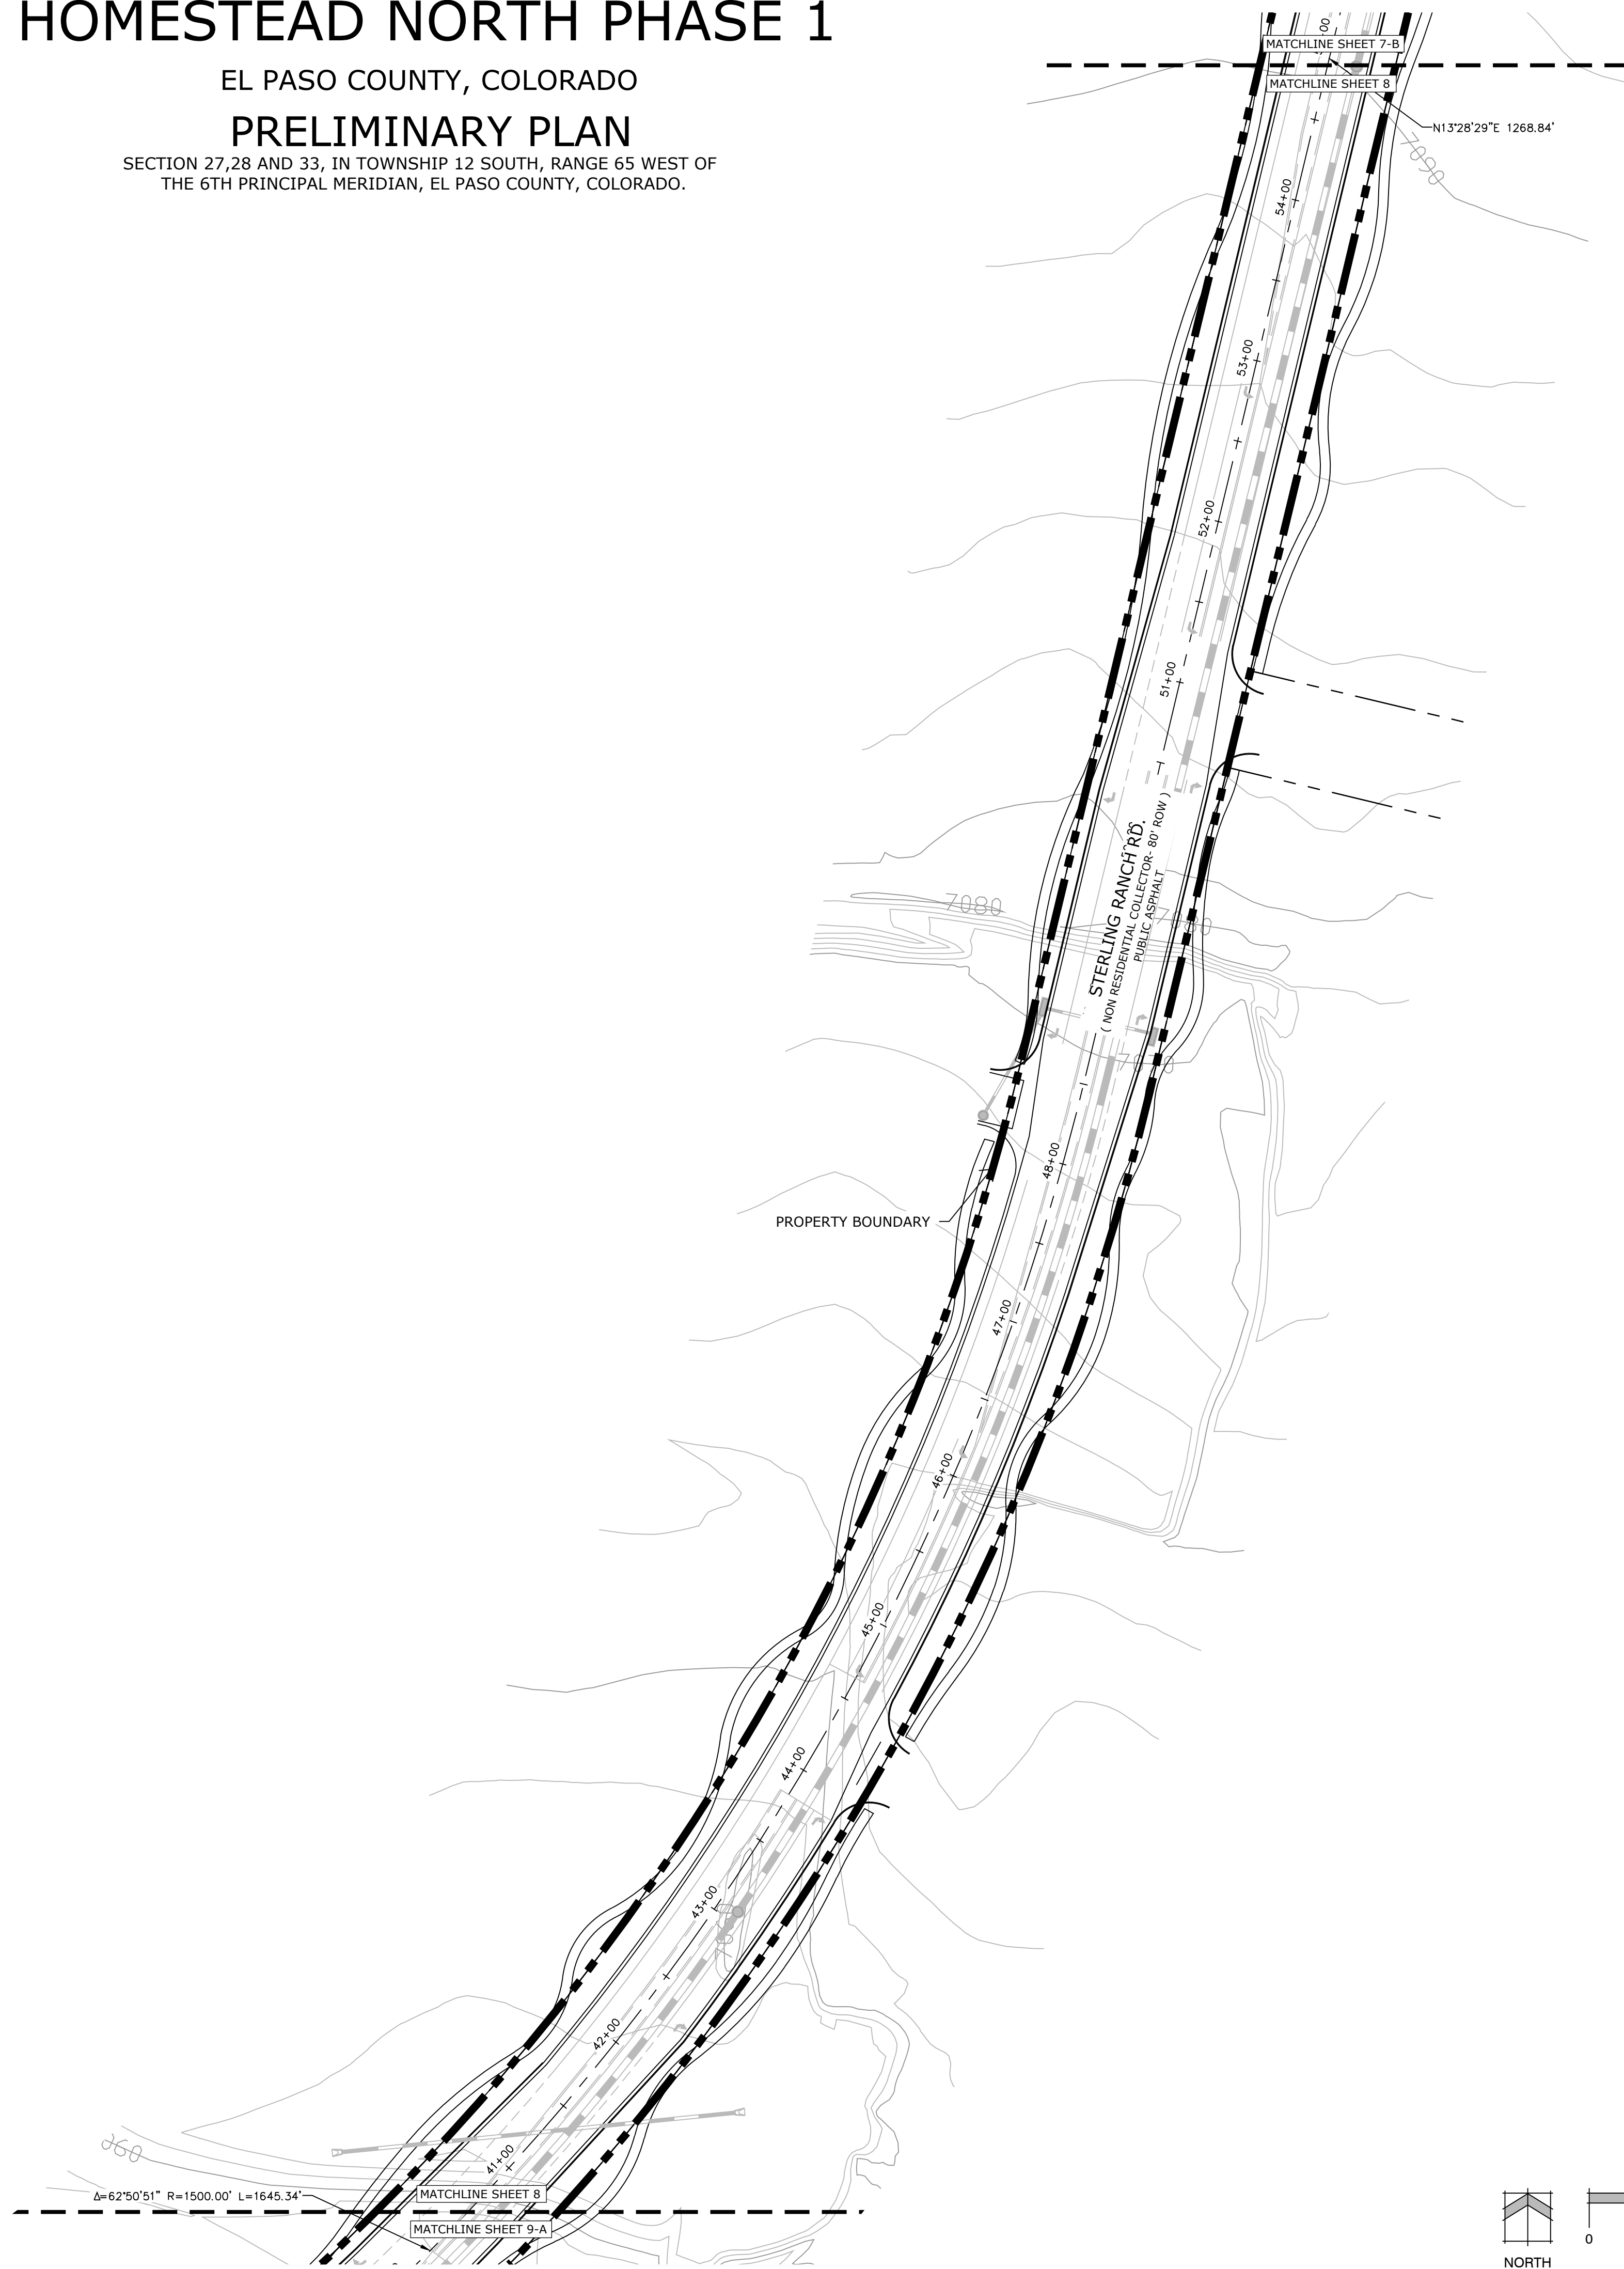 HOMESTEAD NORTH PHASE 1
EL PASO COUNTY, COLORADO
PRELIMINARY PLAN
SECTION 27,28 AND 33, IN TOWNSHIP 12 SOUTH, RANGE 65 WEST OF
THE 6TH PRINCIPAL MERIDIAN, EL PASO COUNTY, COLORADO.
MATCHLINE SHEET 7-B
MATCHLINE SHEET 8
N13°28'29"E 1268.84'
7090
54+00
53+00
52+00
51+00
STERLING RANCH RD.
( NON RESIDENTIAL COLLECTOR- 80' ROW )
PUBLIC ASPHALT
7080
7080
7070
48+00
PROPERTY BOUNDARY
47+00
46+00
45+00
44+00
43+00
42+00
41+00
Δ=62°50'51" R=1500.00' L=1645.34'
MATCHLINE SHEET 8
MATCHLINE SHEET 9-A
NORTH
0